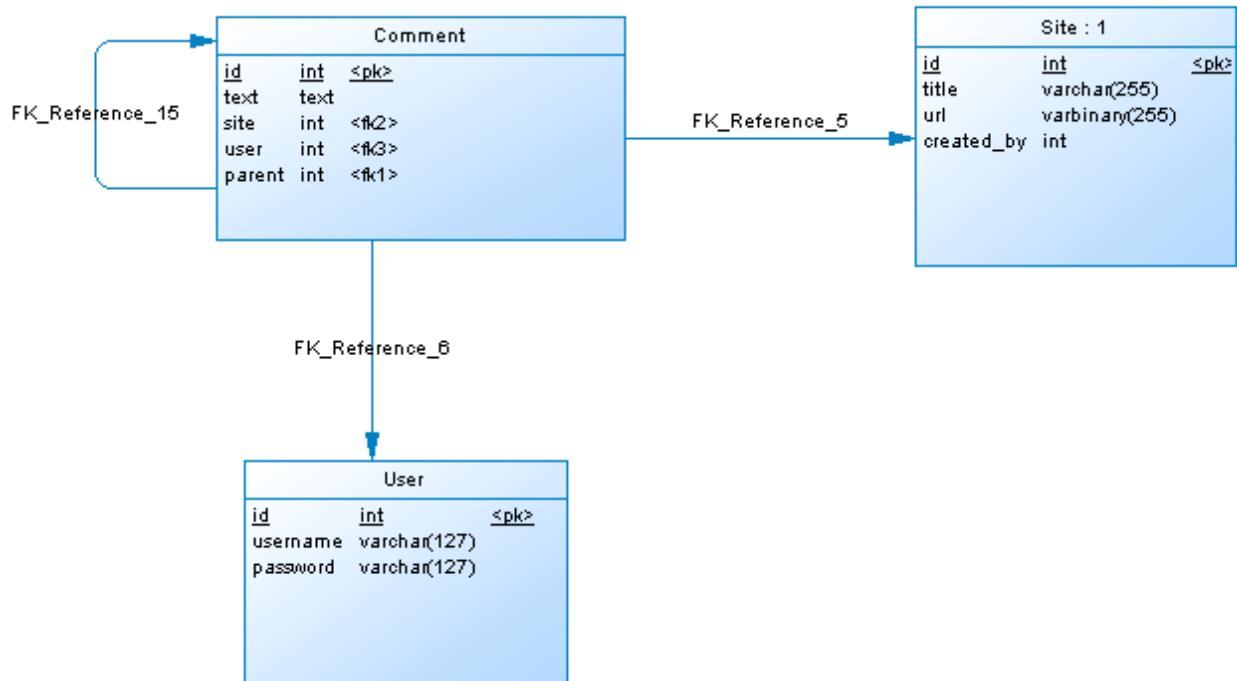 Comment
id int <pk>
text text
site int <fk2>
user int <fk3>
parent int <fk1>
FK_Reference_15
FK_Reference_5
Site : 1
id int <pk>
title varchar(255)
url varbinary(255)
created_by int
FK_Reference_6
User
id int <pk>
username varchar(127)
password varchar(127)